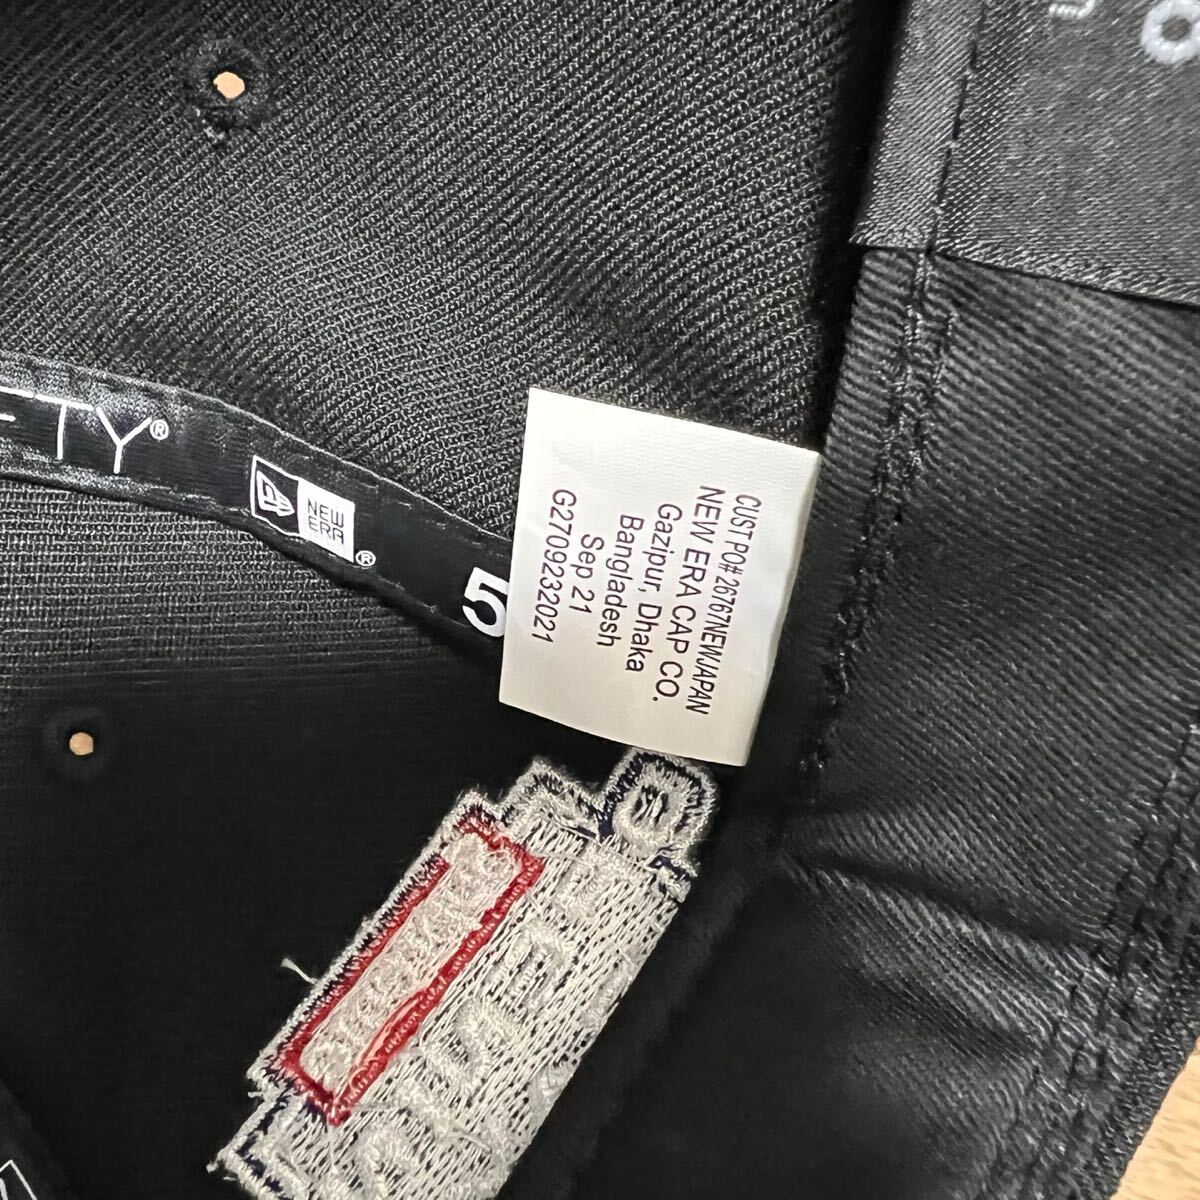 CUST PO# 26767NEWJAPAN
NEW ERA CAP CO.
Gazipur, Dhaka
Bangladesh
Sep 21
G2709232021
FTY®
NEW
ERA®
5